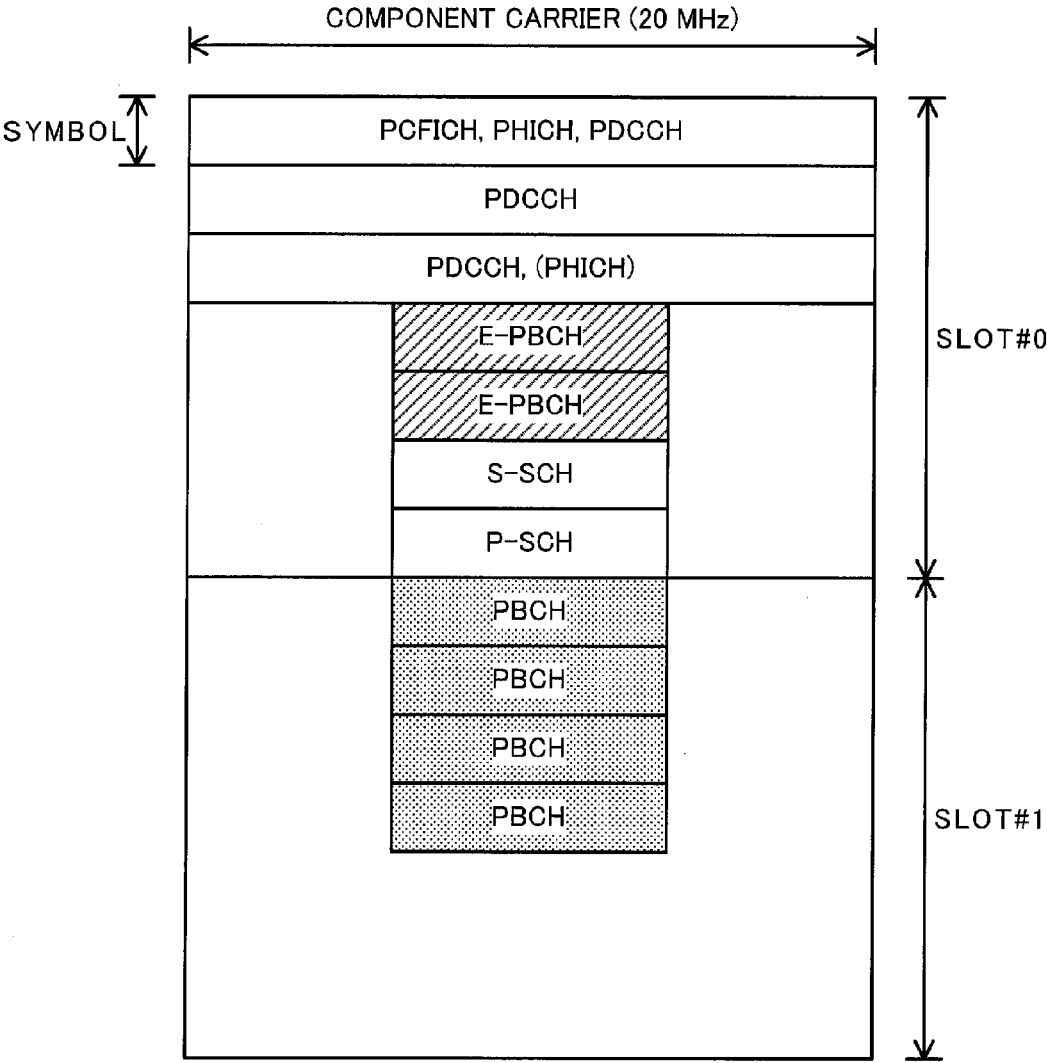 COMPONENT CARRIER (20 MHz)
SYMBOL
PCFICH, PHICH, PDCCH
PDCCH
PDCCH, (PHICH)
E-PBCH
SLOT#0
E-PBCH
S-SCH
P-SCH
PBCH
PBCH
PBCH
PBCH
SLOT#1